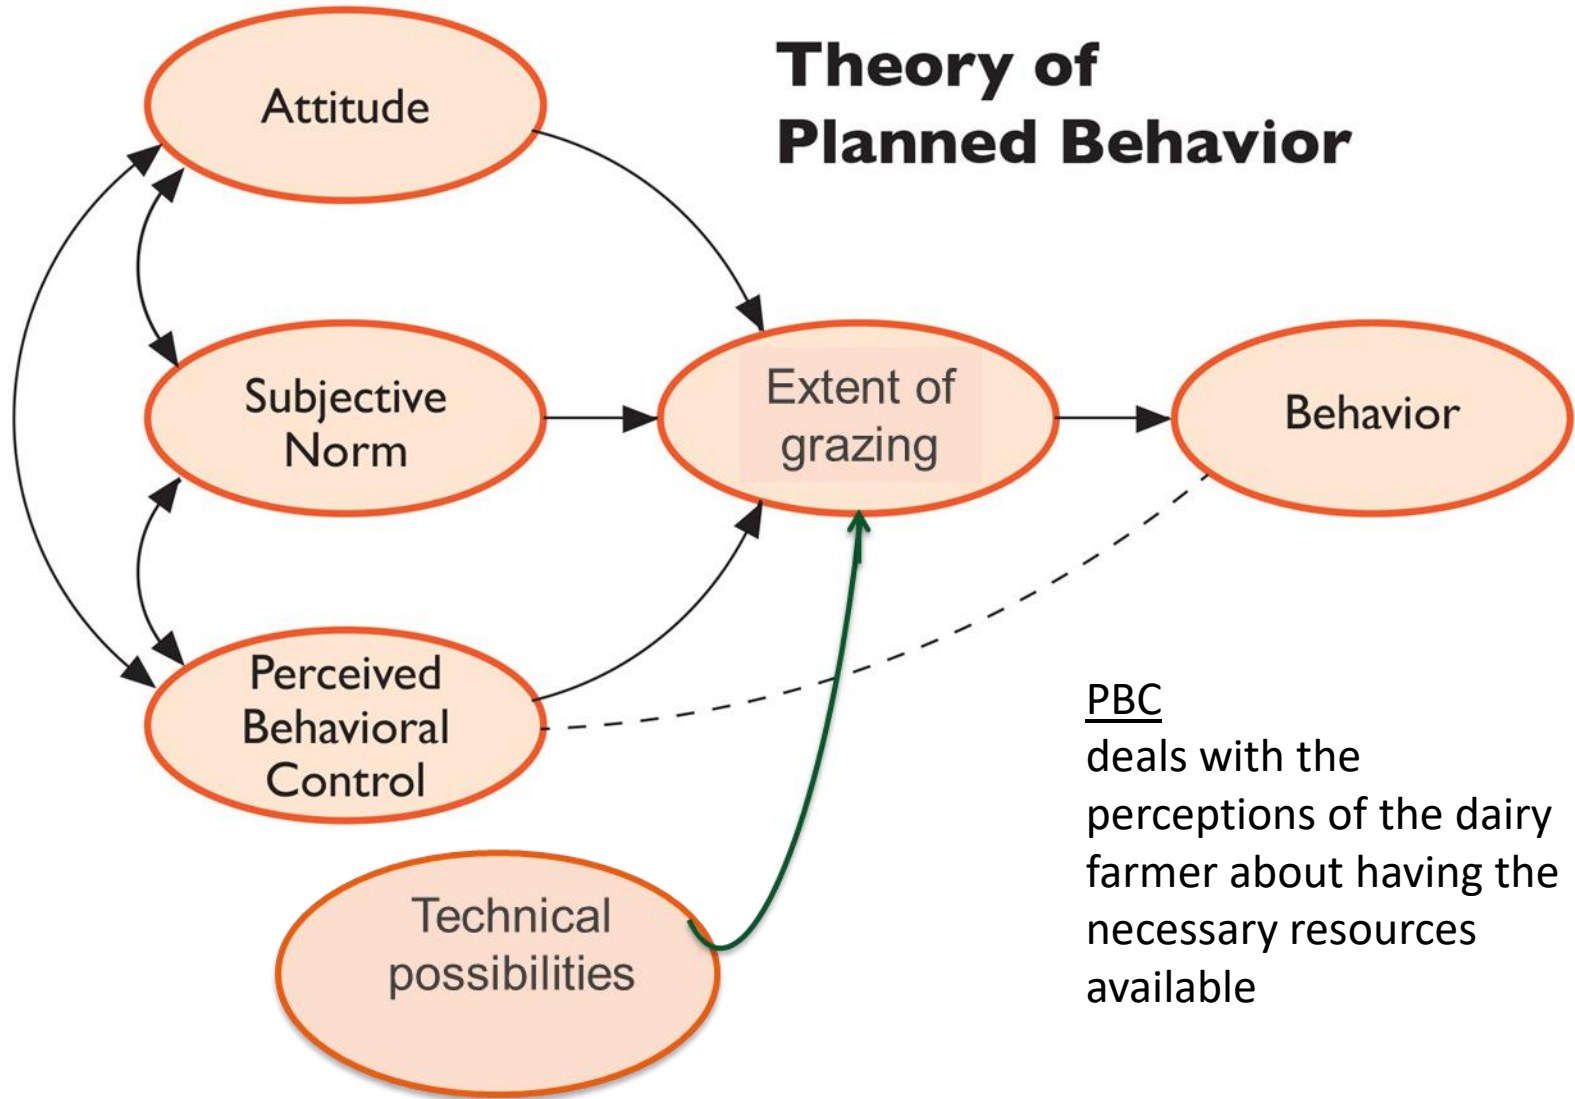 Theory of
Planned Behavior
Attitude
Subjective
Norm
Extent of
grazing
Behavior
Perceived
Behavioral
Control
Technical
possibilities
PBC
deals with the
perceptions of the dairy
farmer about having the
necessary resources
available